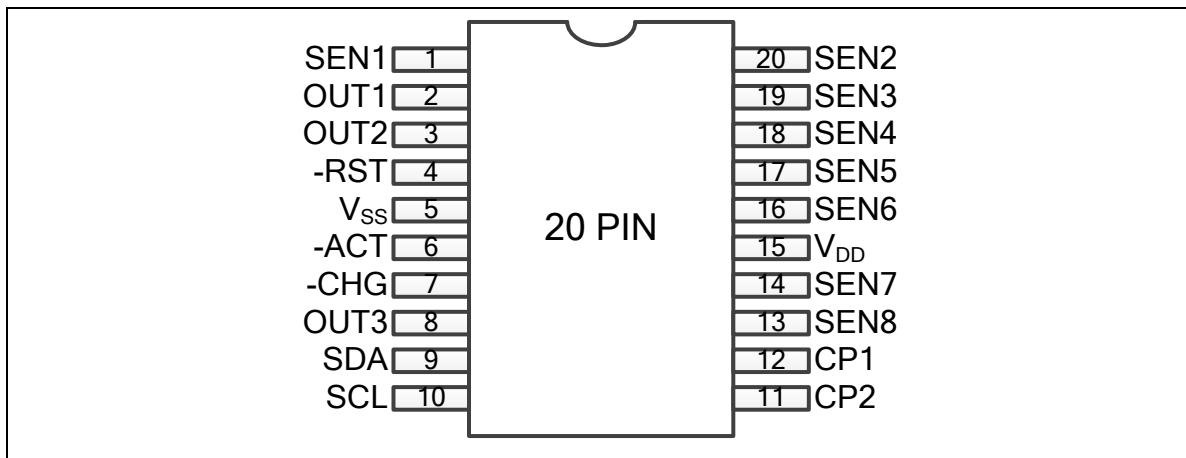 SEN1 1 20 SEN2
OUT1 2 19 SEN3
OUT2 3 18 SEN4
-RST 4 17 SEN5
VSS 5 16 SEN6
20 PIN
-ACT 6 15 VDD
-CHG 7 14 SEN7
OUT3 8 13 SEN8
SDA 9 12 CP1
SCL 10 11 CP2